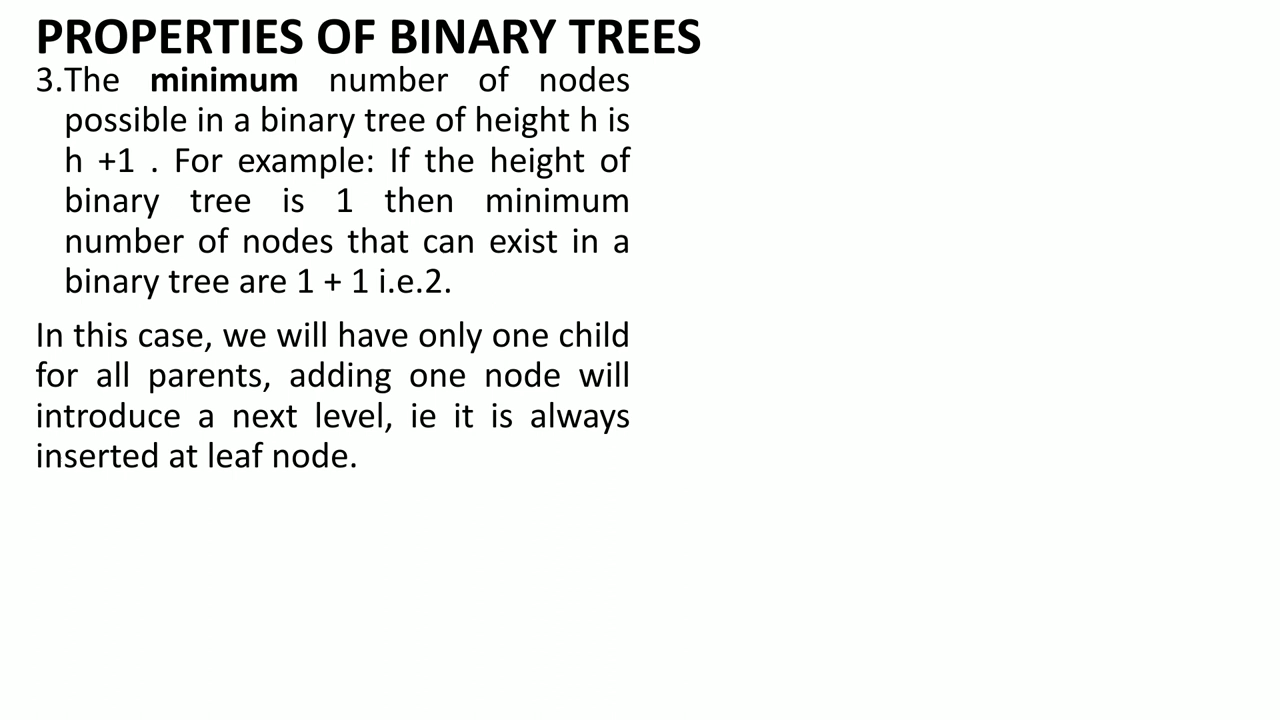 PROPERTIES OF BINARY TREES
3.The minimum number of nodes
possible in a binary tree of height h is
h +1 . For example: If the height of
binary tree is 1 then minimum
number of nodes that can exist in a
binary tree are 1 + 1 i.e.2.
In this case, we will have only one child
for all parents, adding one node will
introduce a next level, ie it is always
inserted at leaf node.